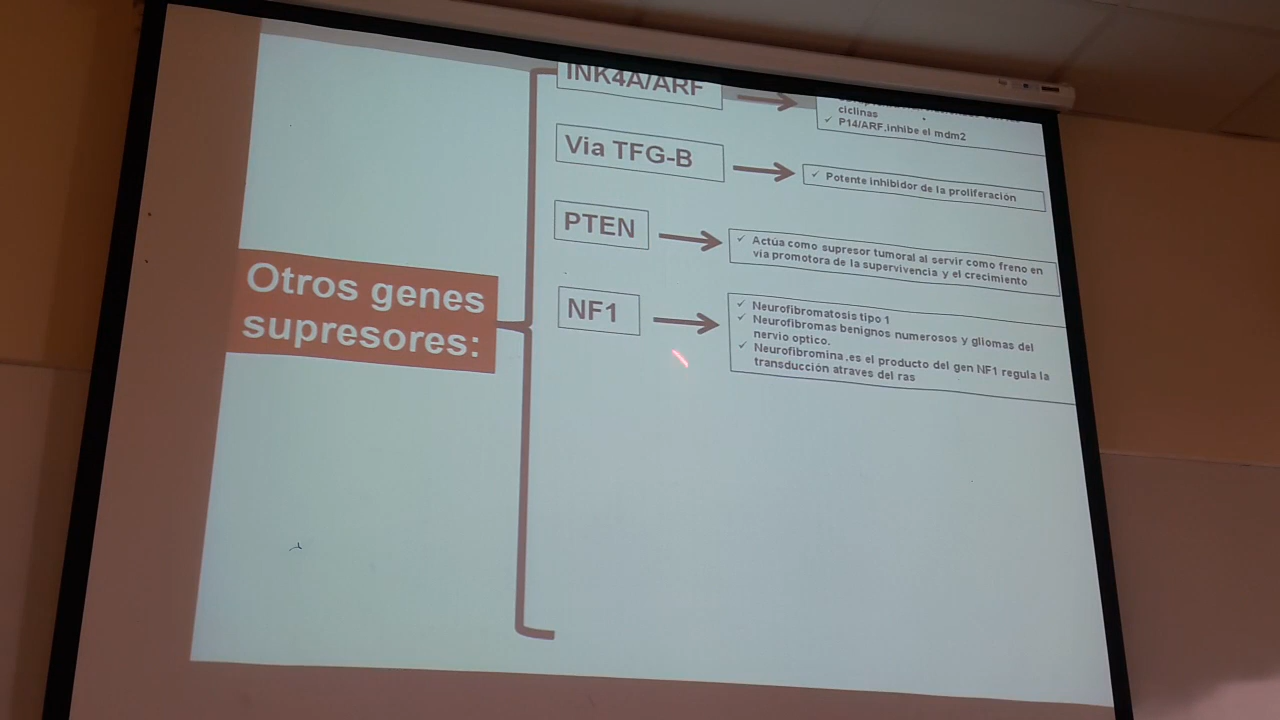 Otros genes
supresores:
INK4A/ARF
ciclinas
✓ P14/ARF,inhibe el mdm2
Via TFG-B
✓ Potente inhibidor de la proliferación
PTEN
✓ Actúa como supresor tumoral al servir como freno en
via promotora de la supervivencia y el crecimiento
NF1
✓ Neurofibromatosis tipo 1
✓ Neurofibromas benignos numerosos y gliomas del
nervio optico.
✓ Neurofibromina ,es el producto del gen NF1 regula la
transducción atraves del ras